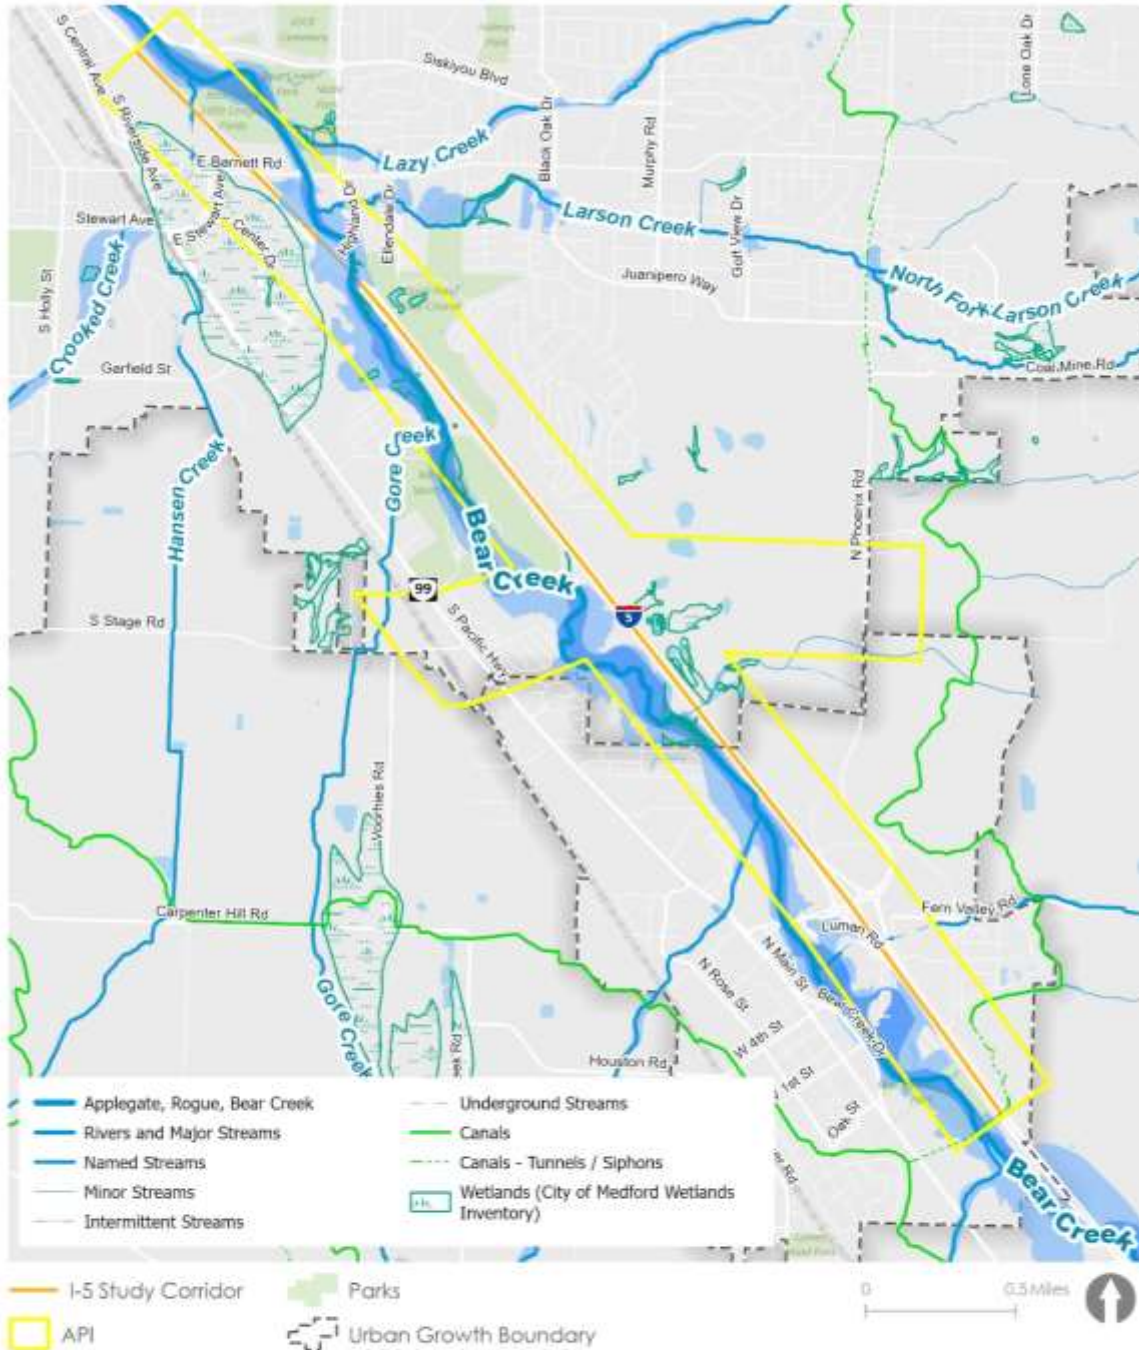 S Central Ave
Siskiyou Blvd
Lone Oak Dr
S Riverside Ave
Black Oak Dr
Murphy Rd
E Barnett Rd
Lazy Creek
Highland Dr
Ellendale Dr
Stewart Ave
E Stewart Ave
Center Dr
Larson Creek
Golf View Dr
Juanipero Way
North Fork Larson Creek
S Holly St
Crooked Creek
Garfield St
Coal Mine Rd
Hansen Creek
Gore Creek
Bear Creek
N Phoenix Rd
99
5
S Stage Rd
S Pacific Hwy
Voorhies Rd
Carpenter Hill Rd
Fern Valley Rd
Luman Rd
N Main St
N Rose St
Bear Creek Dr
Gore Creek
W 4th St
Houston Rd
1st St
Oak St
Bear Creek
Applegate, Rogue, Bear Creek
Rivers and Major Streams
Named Streams
Minor Streams
Intermittent Streams
Underground Streams
Canals
Canals - Tunnels / Siphons
Wetlands (City of Medford Wetlands
Inventory)
I-5 Study Corridor
API
Parks
Urban Growth Boundary
0 0.5 Miles